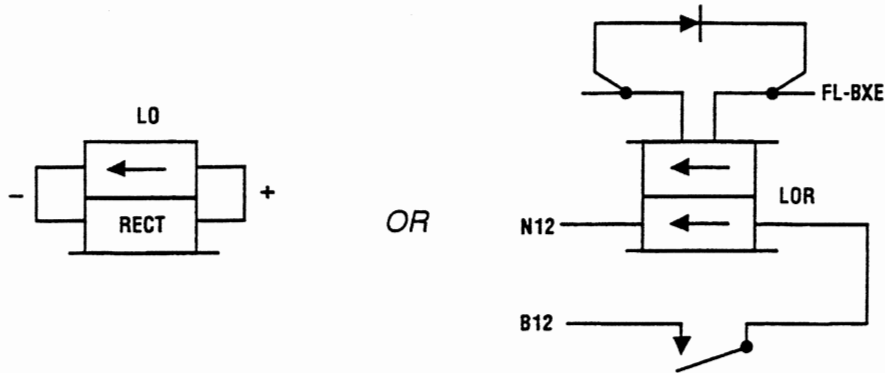 FL-BXE
LO
-
+
RECT
OR
LOR
N12
B12